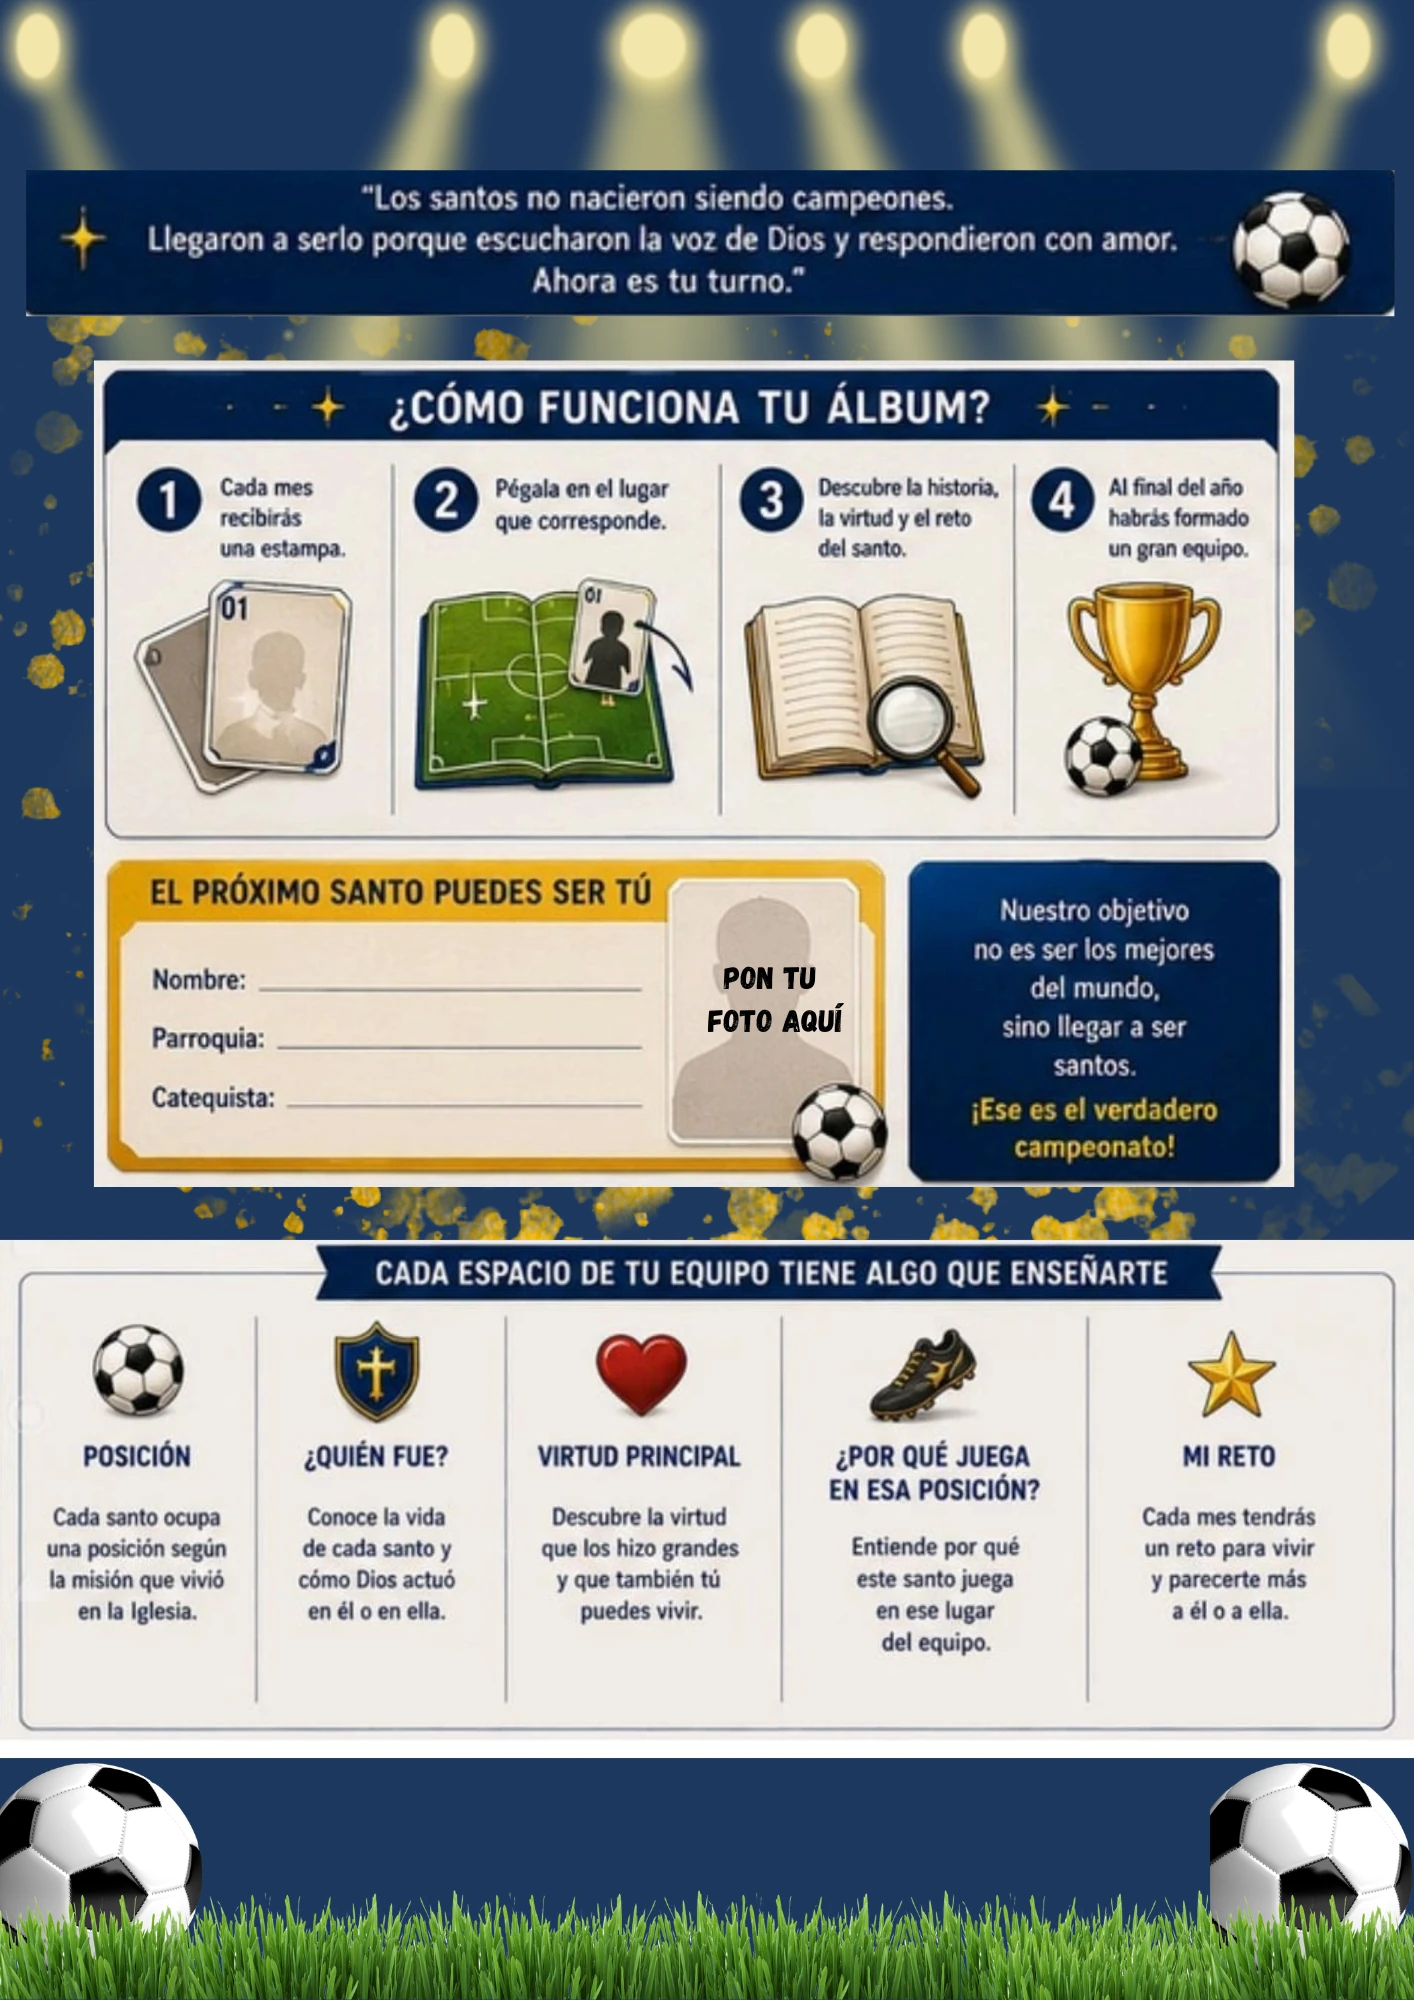 “Los santos no nacieron siendo campeones.
Llegaron a serlo porque escucharon la voz de Dios y respondieron con amor.
Ahora es tu turno.”
¿CÓMO FUNCIONA TU ÁLBUM?
1
Cada mes
recibirás
una estampa.
01
2
Pégala en el lugar
que corresponde.
01
3
Descubre la historia,
la virtud y el reto
del santo.
4
Al final del año
habrás formado
un gran equipo.
EL PRÓXIMO SANTO PUEDES SER TÚ
Nombre:
Parroquia:
Catequista:
PON TU
FOTO AQUÍ
Nuestro objetivo
no es ser los mejores
del mundo,
sino llegar a ser
santos.
¡Ese es el verdadero
campeonato!
CADA ESPACIO DE TU EQUIPO TIENE ALGO QUE ENSEÑARTE
POSICIÓN
Cada santo ocupa
una posición según
la misión que vivió
en la Iglesia.
¿QUIÉN FUE?
Conoce la vida
de cada santo y
cómo Dios actuó
en él o en ella.
VIRTUD PRINCIPAL
Descubre la virtud
que los hizo grandes
y que también tú
puedes vivir.
¿POR QUÉ JUEGA
EN ESA POSICIÓN?
Entiende por qué
este santo juega
en ese lugar
del equipo.
MI RETO
Cada mes tendrás
un reto para vivir
y parecerte más
a él o a ella.